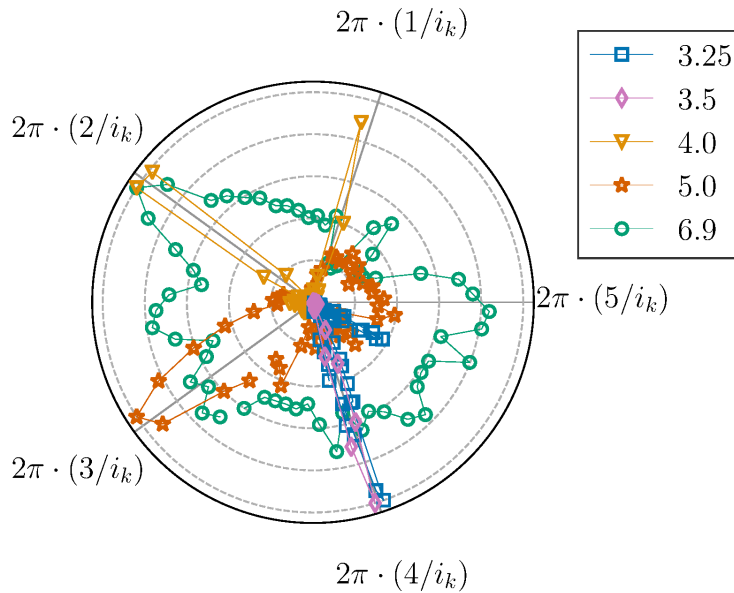 2π · (1/i_k)
3.25
3.5
4.0
5.0
6.9
2π · (2/i_k)
2π · (5/i_k)
2π · (3/i_k)
2π · (4/i_k)